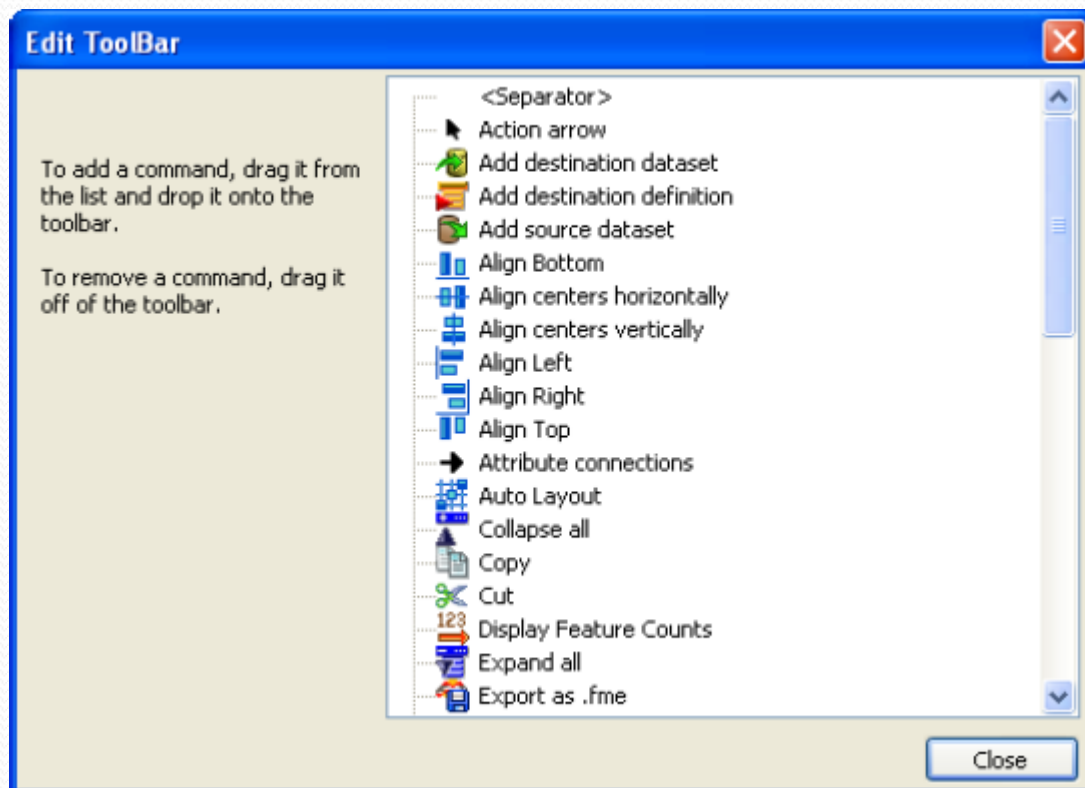 Edit ToolBar
To add a command, drag it from
the list and drop it onto the
toolbar.
To remove a command, drag it
off of the toolbar.
<Separator>
Action arrow
Add destination dataset
Add destination definition
Add source dataset
Align Bottom
Align centers horizontally
Align centers vertically
Align Left
Align Right
Align Top
Attribute connections
Auto Layout
Collapse all
Copy
Cut
123
Display Feature Counts
Expand all
Export as .fme
Close